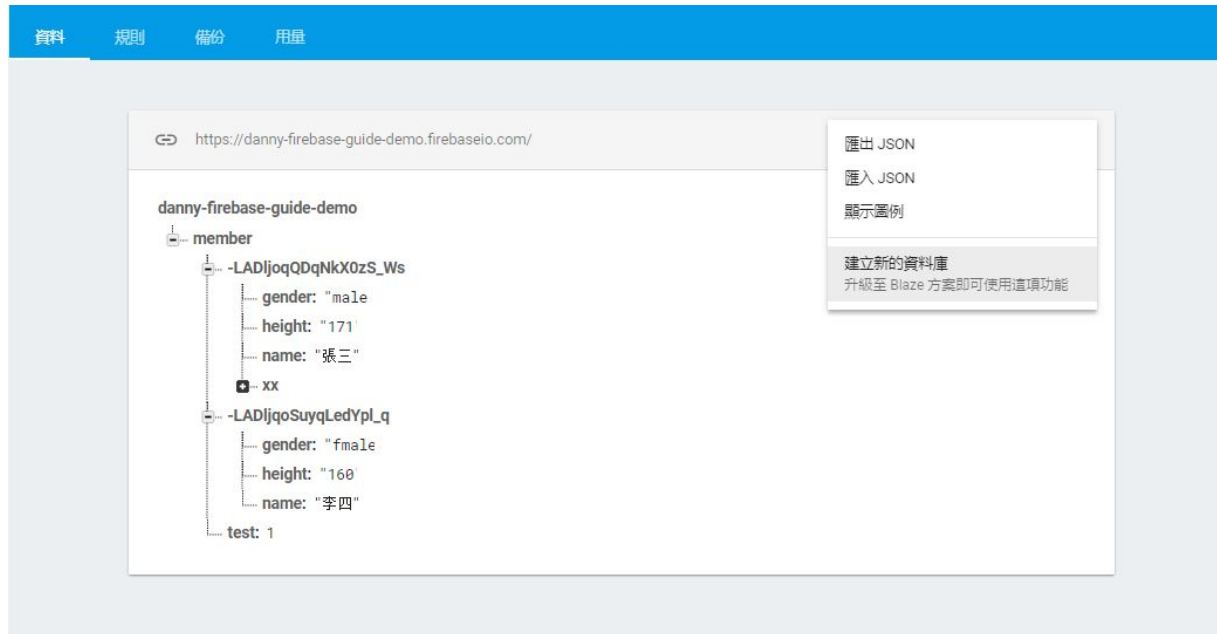 資料 規則 備份 用量
https://danny-firebase-guide-demo.firebaseio.com/
匯出 JSON
匯入 JSON
顯示圖例
建立新的資料庫
升級至 Blaze 方案即可使用這項功能
danny-firebase-guide-demo
member
-LADljoqQDqNkX0zS_Ws
gender: "male
height: "171'
name: "張三"
xx
-LADljqoSuyqLedYpl_q
gender: "fmale
height: "160'
name: "李四"
test: 1